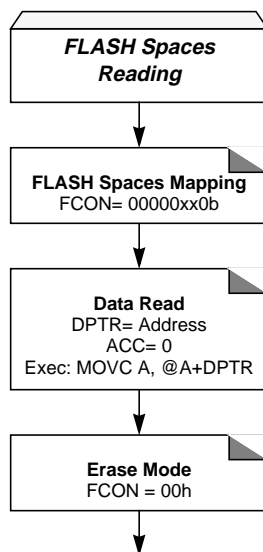 FLASH Spaces
Reading
FLASH Spaces Mapping
FCON= 00000xx0b
Data Read
DPTR= Address
ACC= 0
Exec: MOVC A, @A+DPTR
Erase Mode
FCON = 00h